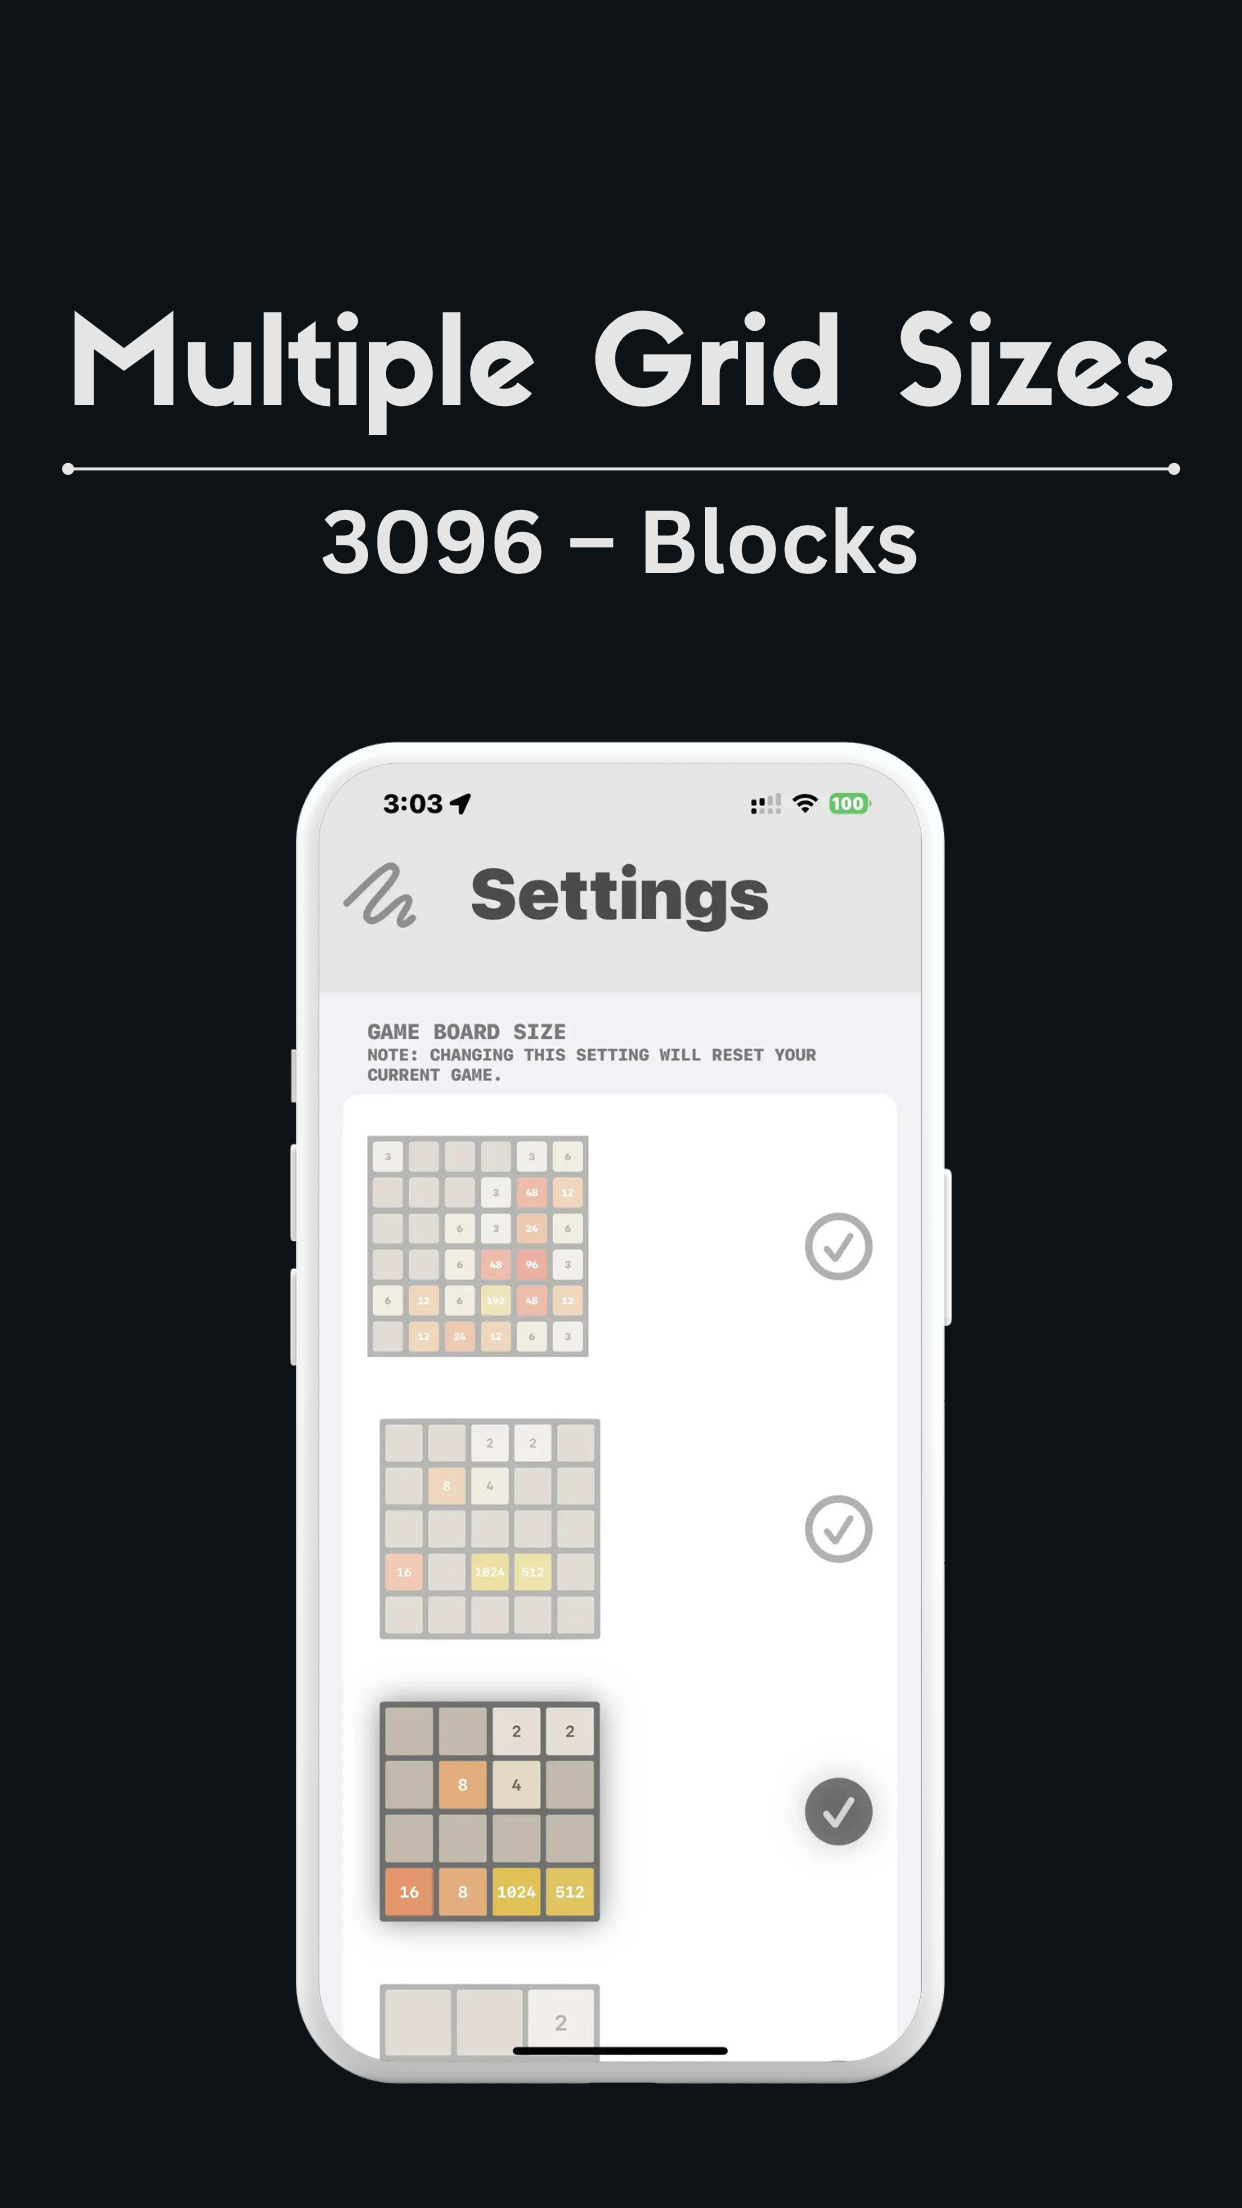 Multiple Grid Sizes
3096 – Blocks
3:03 100
Settings
GAME BOARD SIZE
NOTE: CHANGING THIS SETTING WILL RESET YOUR
CURRENT GAME.
3 3 6
3 48 12
6 3 24 6
6 48 96 3
6 12 6 192 48 12
12 24 12 6 3
2 2
8 4
16 1024 512
2 2
8 4
16 8 1024 512
2